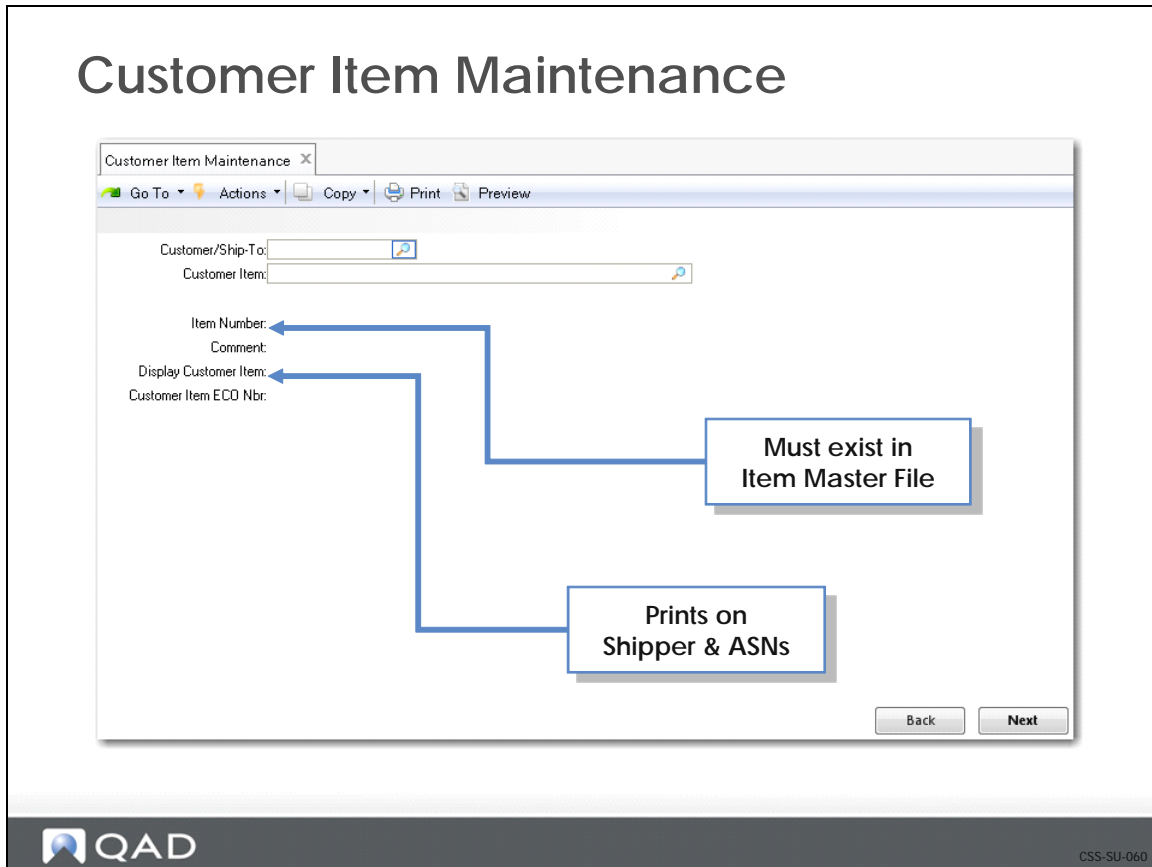 Customer Item Maintenance
Customer Item Maintenance
Go To Actions Copy Print Preview
Customer/Ship-To:
Customer Item:
Item Number:
Comment:
Display Customer Item:
Customer Item ECO Nbr:
Must exist in
Item Master File
Prints on
Shipper & ASNs
Back Next
QAD
CSS-SU-060